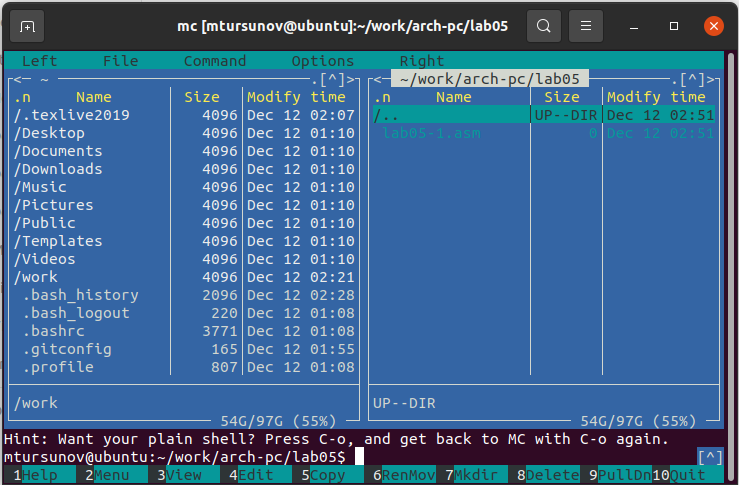 mc [mtursunov@ubuntu]:~/work/arch-pc/lab05
Left File Command Options Right
<─ ~ ─.[^]>
.n Name Size Modify time
/.texlive2019 4096 Dec 12 02:07
/Desktop 4096 Dec 12 01:10
/Documents 4096 Dec 12 01:10
/Downloads 4096 Dec 12 01:10
/Music 4096 Dec 12 01:10
/Pictures 4096 Dec 12 01:10
/Public 4096 Dec 12 01:10
/Templates 4096 Dec 12 01:10
/Videos 4096 Dec 12 01:10
/work 4096 Dec 12 02:21
.bash_history 2096 Dec 12 02:28
.bash_logout 220 Dec 12 01:08
.bashrc 3771 Dec 12 01:08
.gitconfig 165 Dec 12 01:55
.profile 807 Dec 12 01:08
/work
54G/97G (55%)
<─ ~/work/arch-pc/lab05 ─.[^]>
.n Name Size Modify time
/.. UP--DIR Dec 12 02:51
lab05-1.asm 0 Dec 12 02:51
UP--DIR
54G/97G (55%)
Hint: Want your plain shell? Press C-o, and get back to MC with C-o again.
mtursunov@ubuntu:~/work/arch-pc/lab05$ [^]
1Help 2Menu 3View 4Edit 5Copy 6RenMov 7Mkdir 8Delete 9PullDn 10Quit